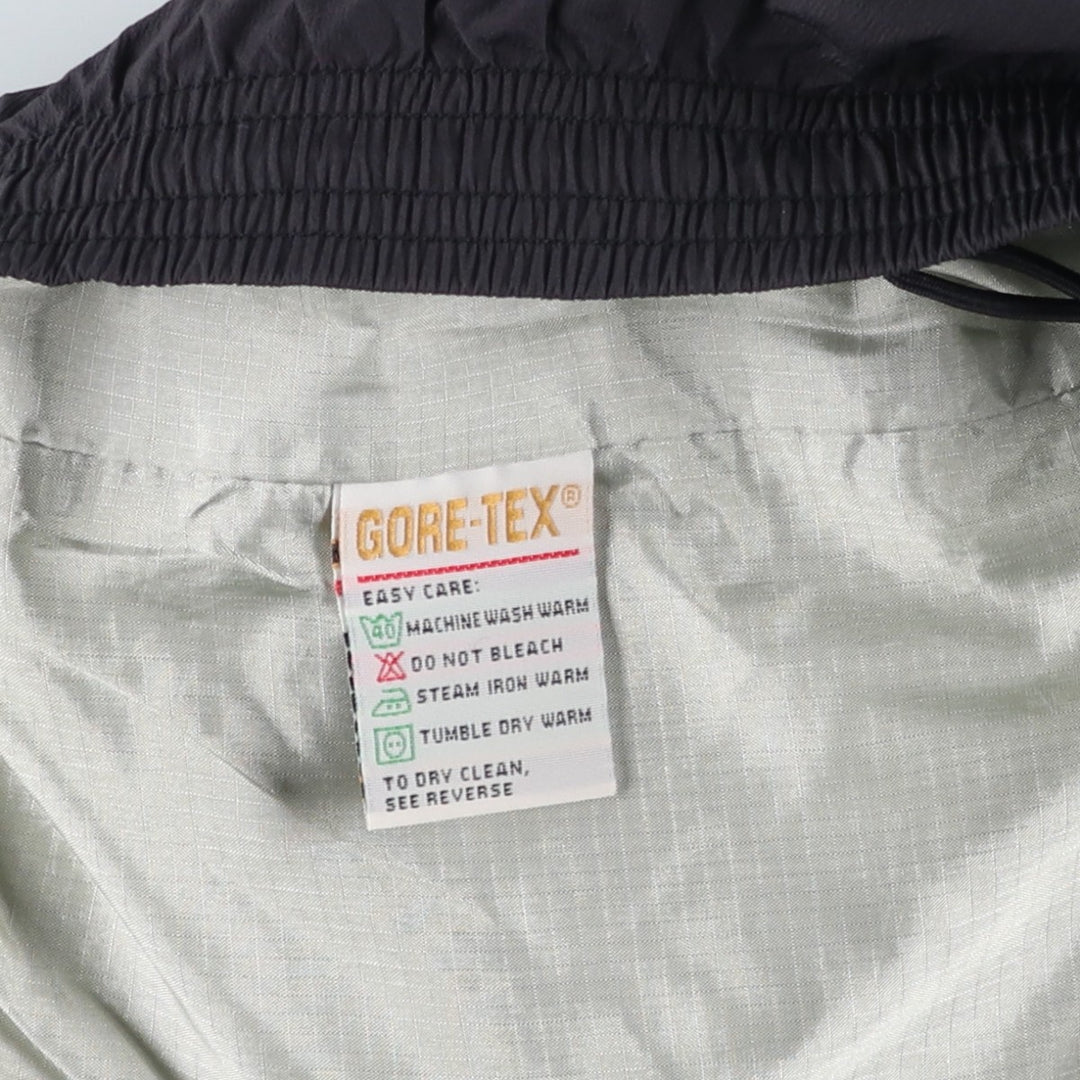 GORE-TEX®
EASY CARE:
40 MACHINE WASH WARM
DO NOT BLEACH
STEAM IRON WARM
TUMBLE DRY WARM
TO DRY CLEAN,
SEE REVERSE